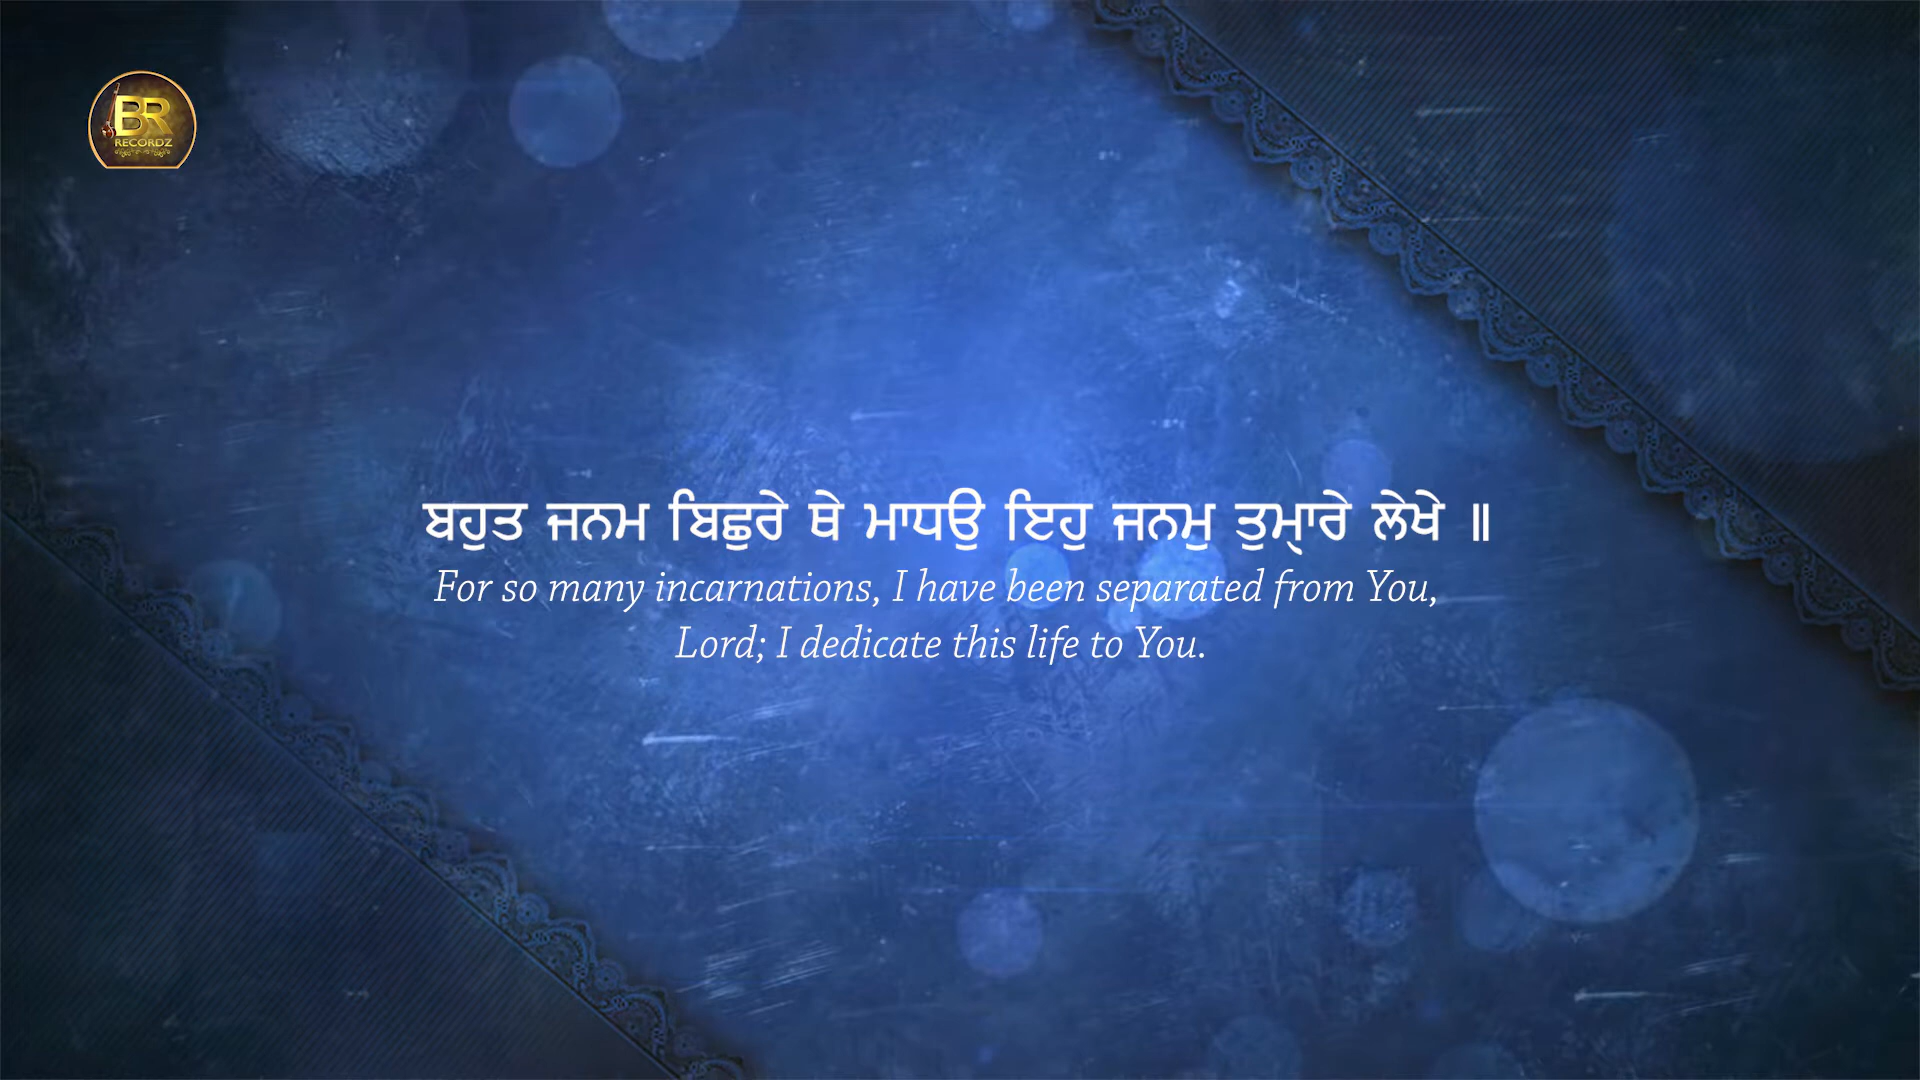 BR
RECORDZ
ਬਹੁਤ ਜਨਮ ਬਿਛੁਰੇ ਥੇ ਮਾਧਉ ਇਹੁ ਜਨਮੁ ਤੁਮ੍ਹਾਰੇ ਲੇਖੇ ॥
For so many incarnations, I have been separated from You,
Lord; I dedicate this life to You.